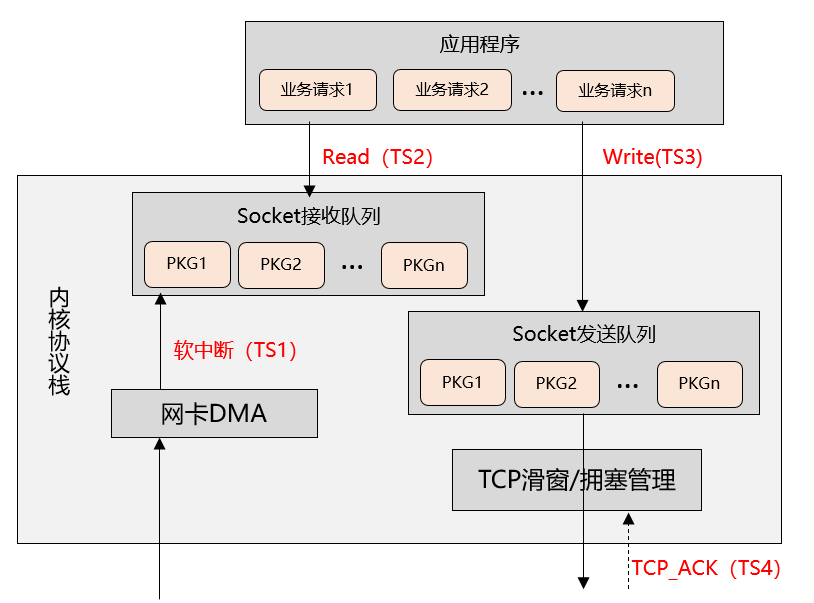 应用程序
业务请求1
业务请求2
...
业务请求n
Read（TS2）
Write(TS3)
Socket接收队列
PKG1
PKG2
...
PKGn
内核协议栈
软中断（TS1）
Socket发送队列
PKG1
PKG2
...
PKGn
网卡DMA
TCP滑窗/拥塞管理
TCP_ACK（TS4）